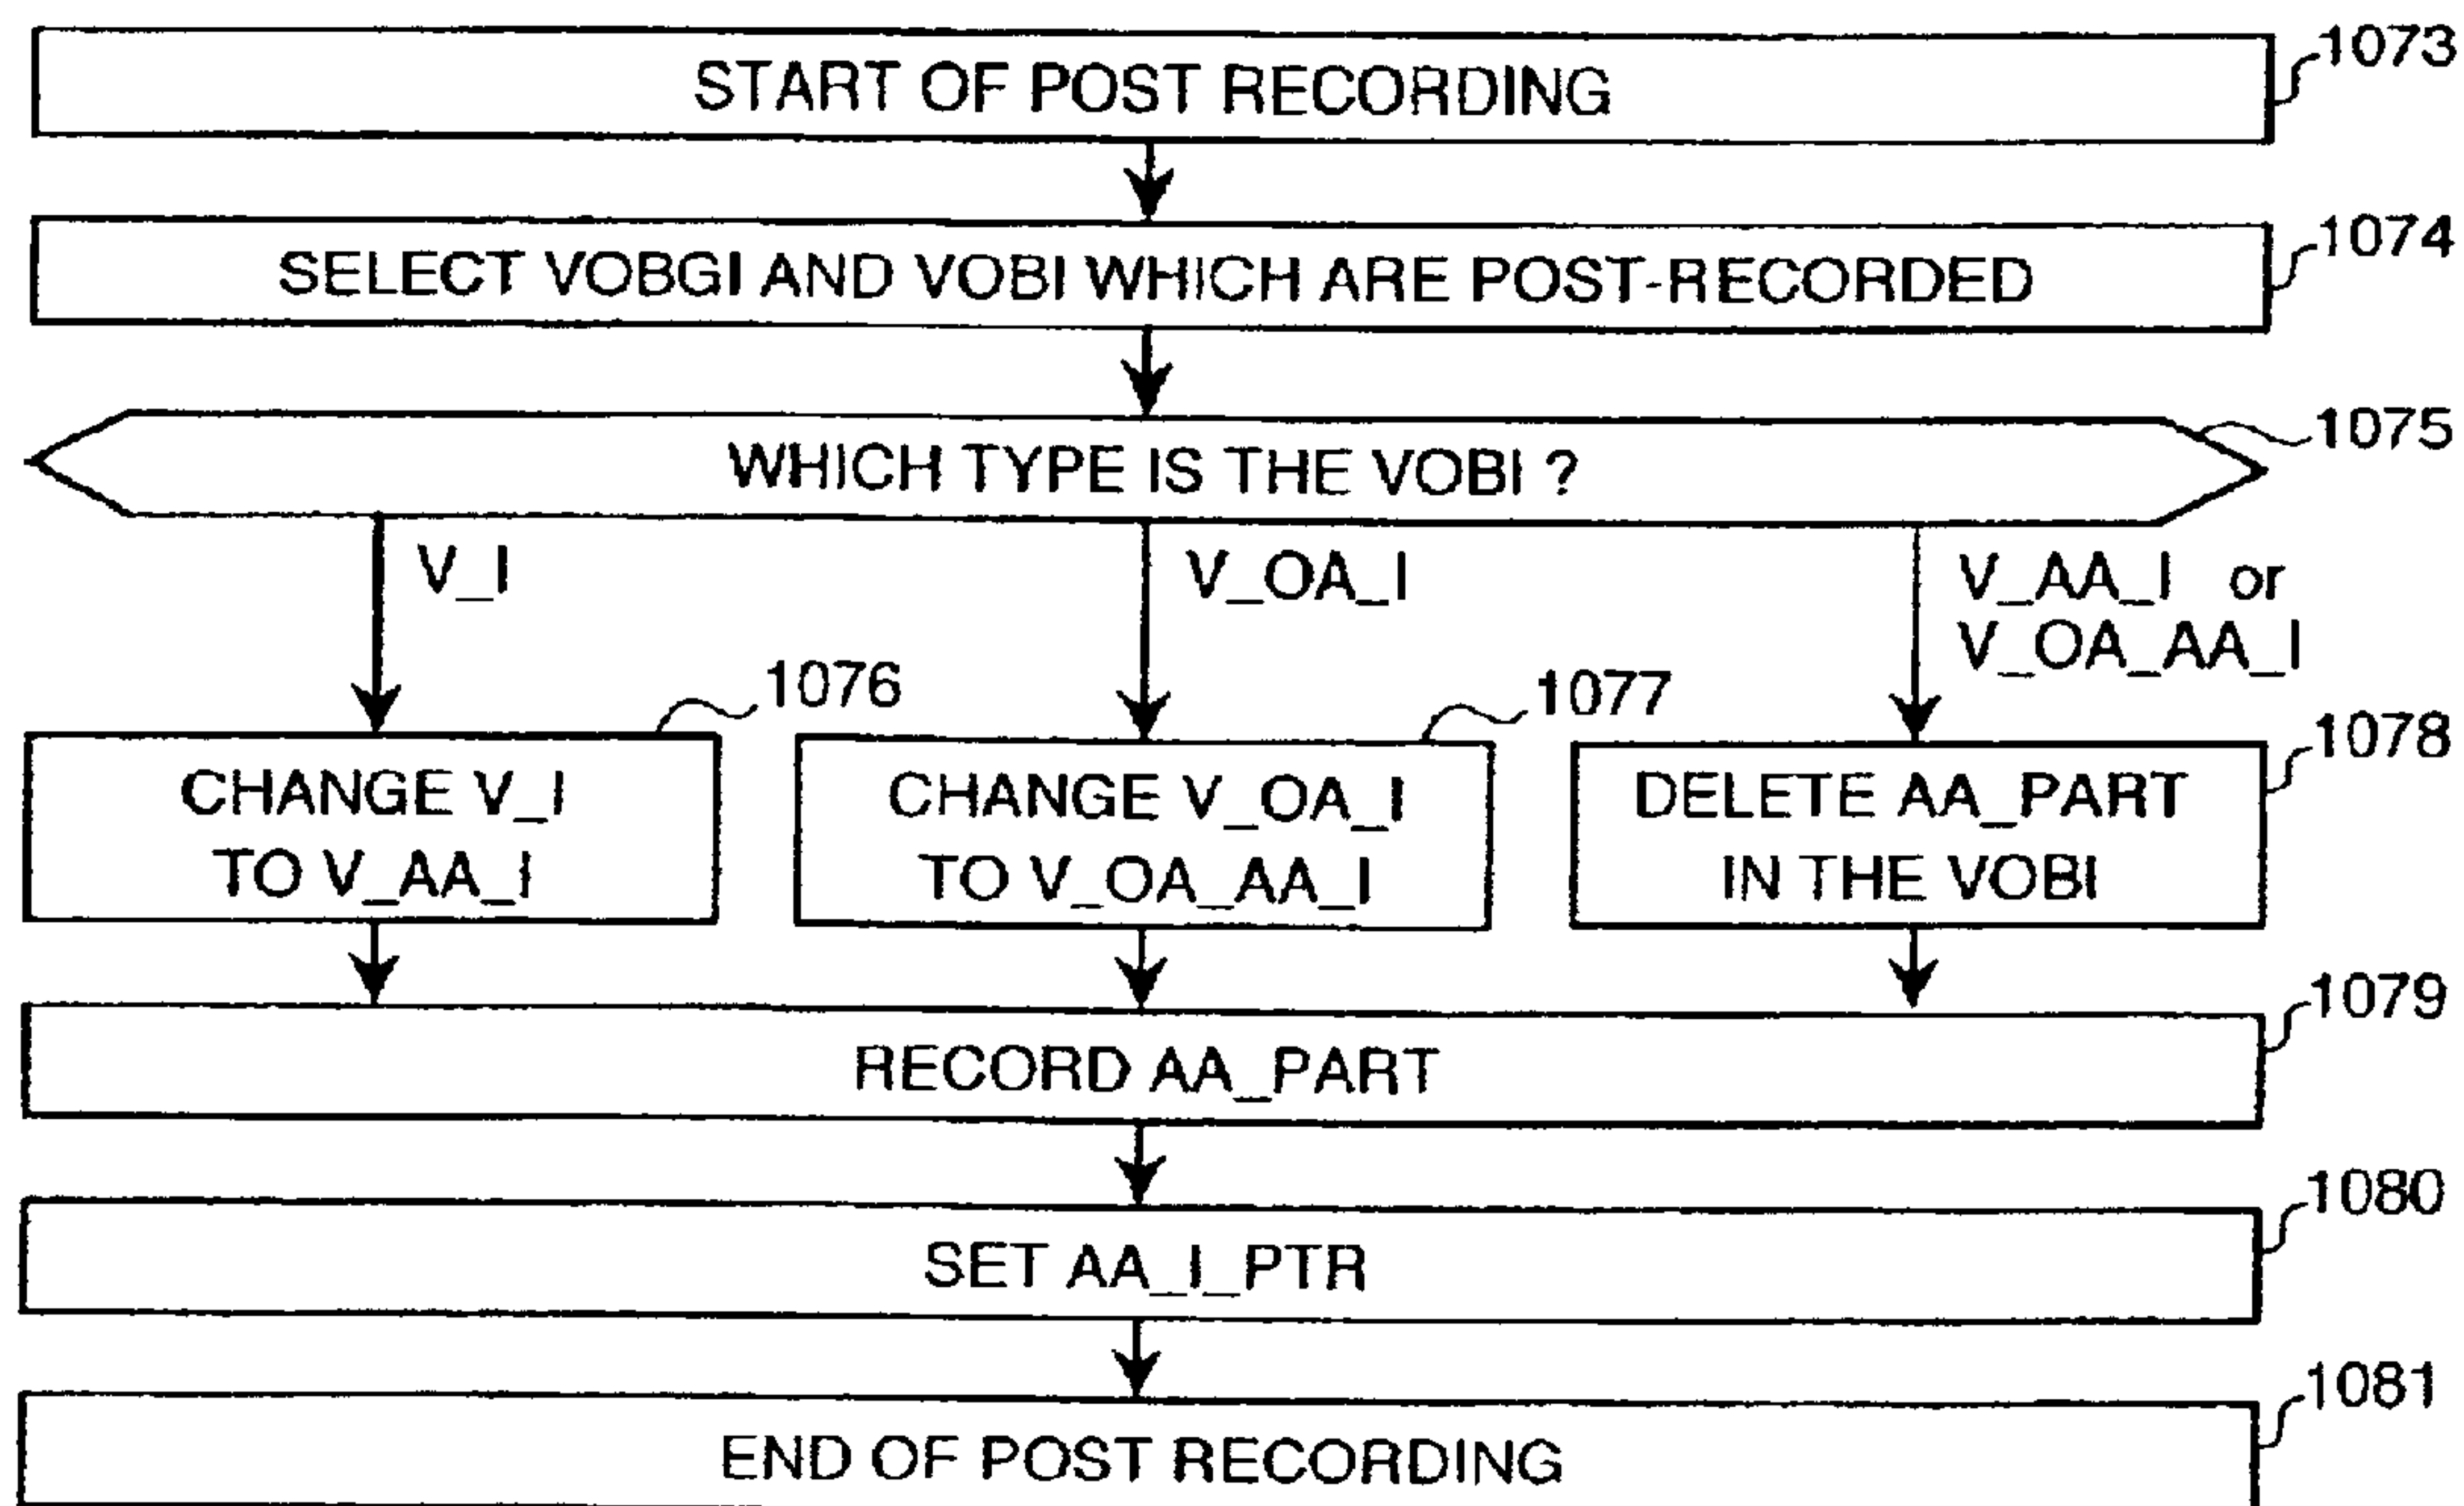 START OF POST RECORDING
1073
SELECT VOBGI AND VOBI WHICH ARE POST-RECORDED
1074
WHICH TYPE IS THE VOBI ?
1075
V_I
V_OA_I
V_AA_I or
V_OA_AA_I
1076
CHANGE V_I
TO V_AA_I
1077
CHANGE V_OA_I
TO V_OA_AA_I
1078
DELETE AA_PART
IN THE VOBI
RECORD AA_PART
1079
SET AA_I_PTR
1080
END OF POST RECORDING
1081